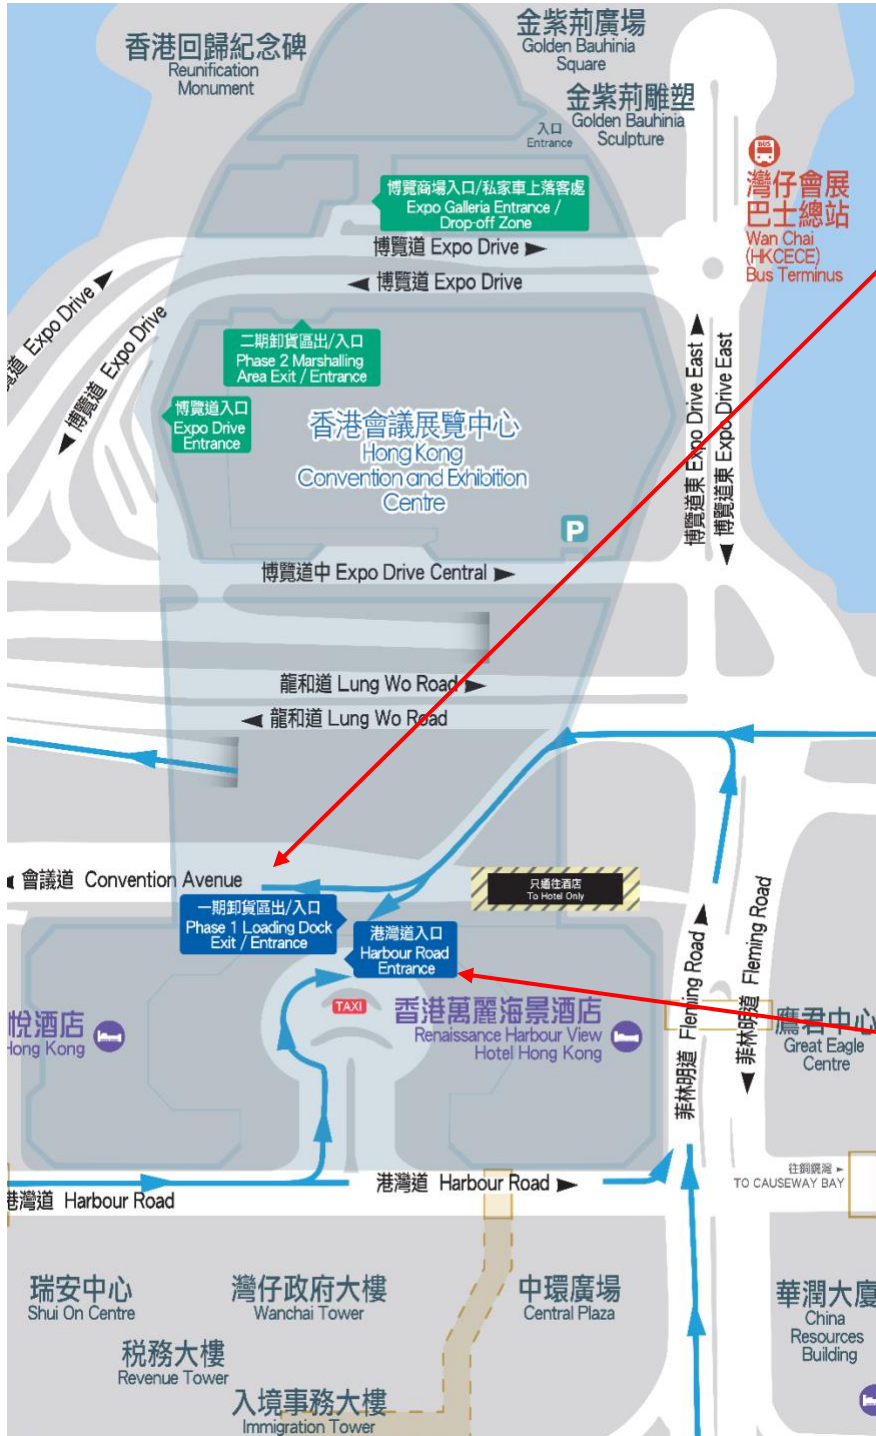 香港回歸紀念碑
Reunification
Monument
金紫荊廣場
Golden Bauhinia
Square
金紫荊雕塑
Golden Bauhinia
Sculpture
入口
Entrance
BUS
灣仔會展
巴士總站
Wan Chai
(HKCECE)
Bus Terminus
博覽商場入口/私家車上落客處
Expo Galleria Entrance /
Drop-off Zone
博覽道 Expo Drive ►
◄ 博覽道 Expo Drive
博覽道 Expo Drive ►
◄ 博覽道 Expo Drive
二期卸貨區出/入口
Phase 2 Marshalling
Area Exit / Entrance
博覽道入口
Expo Drive
Entrance
香港會議展覽中心
Hong Kong
Convention and Exhibition
Centre
P
博覽道東 Expo Drive East ►
◄ 博覽道東 Expo Drive East
博覽道中 Expo Drive Central ►
龍和道 Lung Wo Road ►
◄ 龍和道 Lung Wo Road
◄ 會議道 Convention Avenue
只通往酒店
To Hotel Only
一期卸貨區出/入口
Phase 1 Loading Dock
Exit / Entrance
港灣道入口
Harbour Road
Entrance
TAXI
悅酒店
Hong Kong
香港萬麗海景酒店
Renaissance Harbour View
Hotel Hong Kong
菲林明道 Fleming Road ►
◄ 菲林明道 Fleming Road
鷹君中心
Great Eagle
Centre
往銅鑼灣 ►
TO CAUSEWAY BAY
港灣道 Harbour Road
港灣道 Harbour Road ►
瑞安中心
Shui On Centre
灣仔政府大樓
Wanchai Tower
中環廣場
Central Plaza
華潤大廈
China
Resources
Building
税務大樓
Revenue Tower
入境事務大樓
Immigration Tower